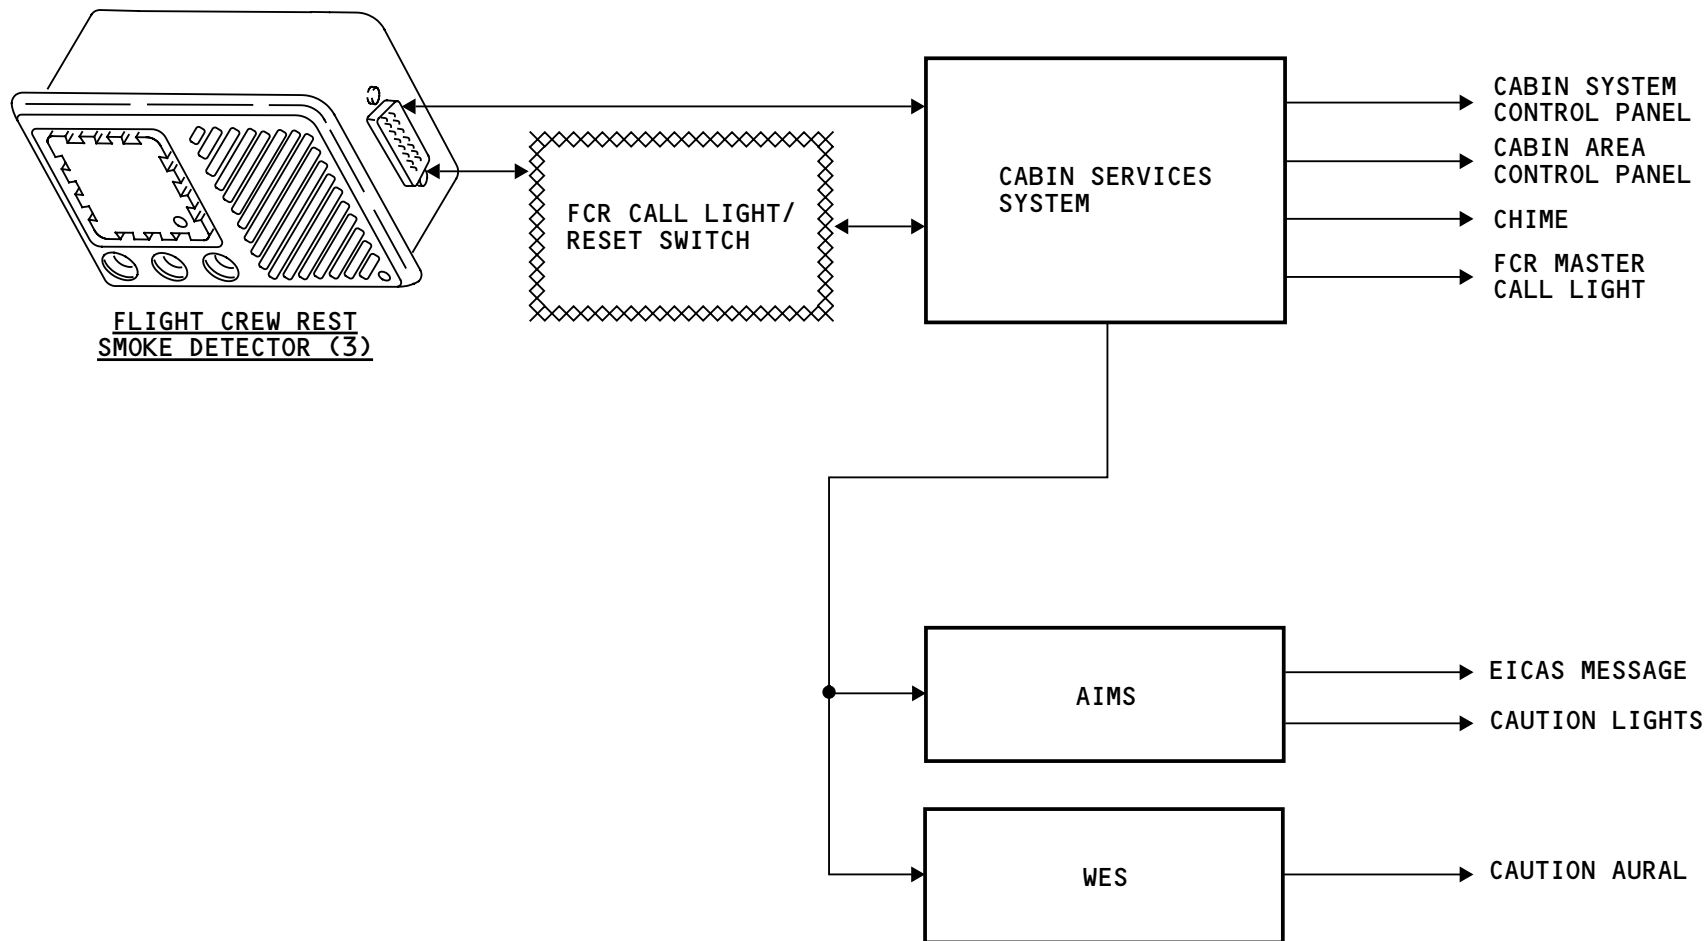 CABIN SYSTEM
CONTROL PANEL
CABIN AREA
CONTROL PANEL
CABIN SERVICES
SYSTEM
FCR CALL LIGHT/
RESET SWITCH
CHIME
FCR MASTER
CALL LIGHT
FLIGHT CREW REST
SMOKE DETECTOR (3)
EICAS MESSAGE
AIMS
CAUTION LIGHTS
WES
CAUTION AURAL